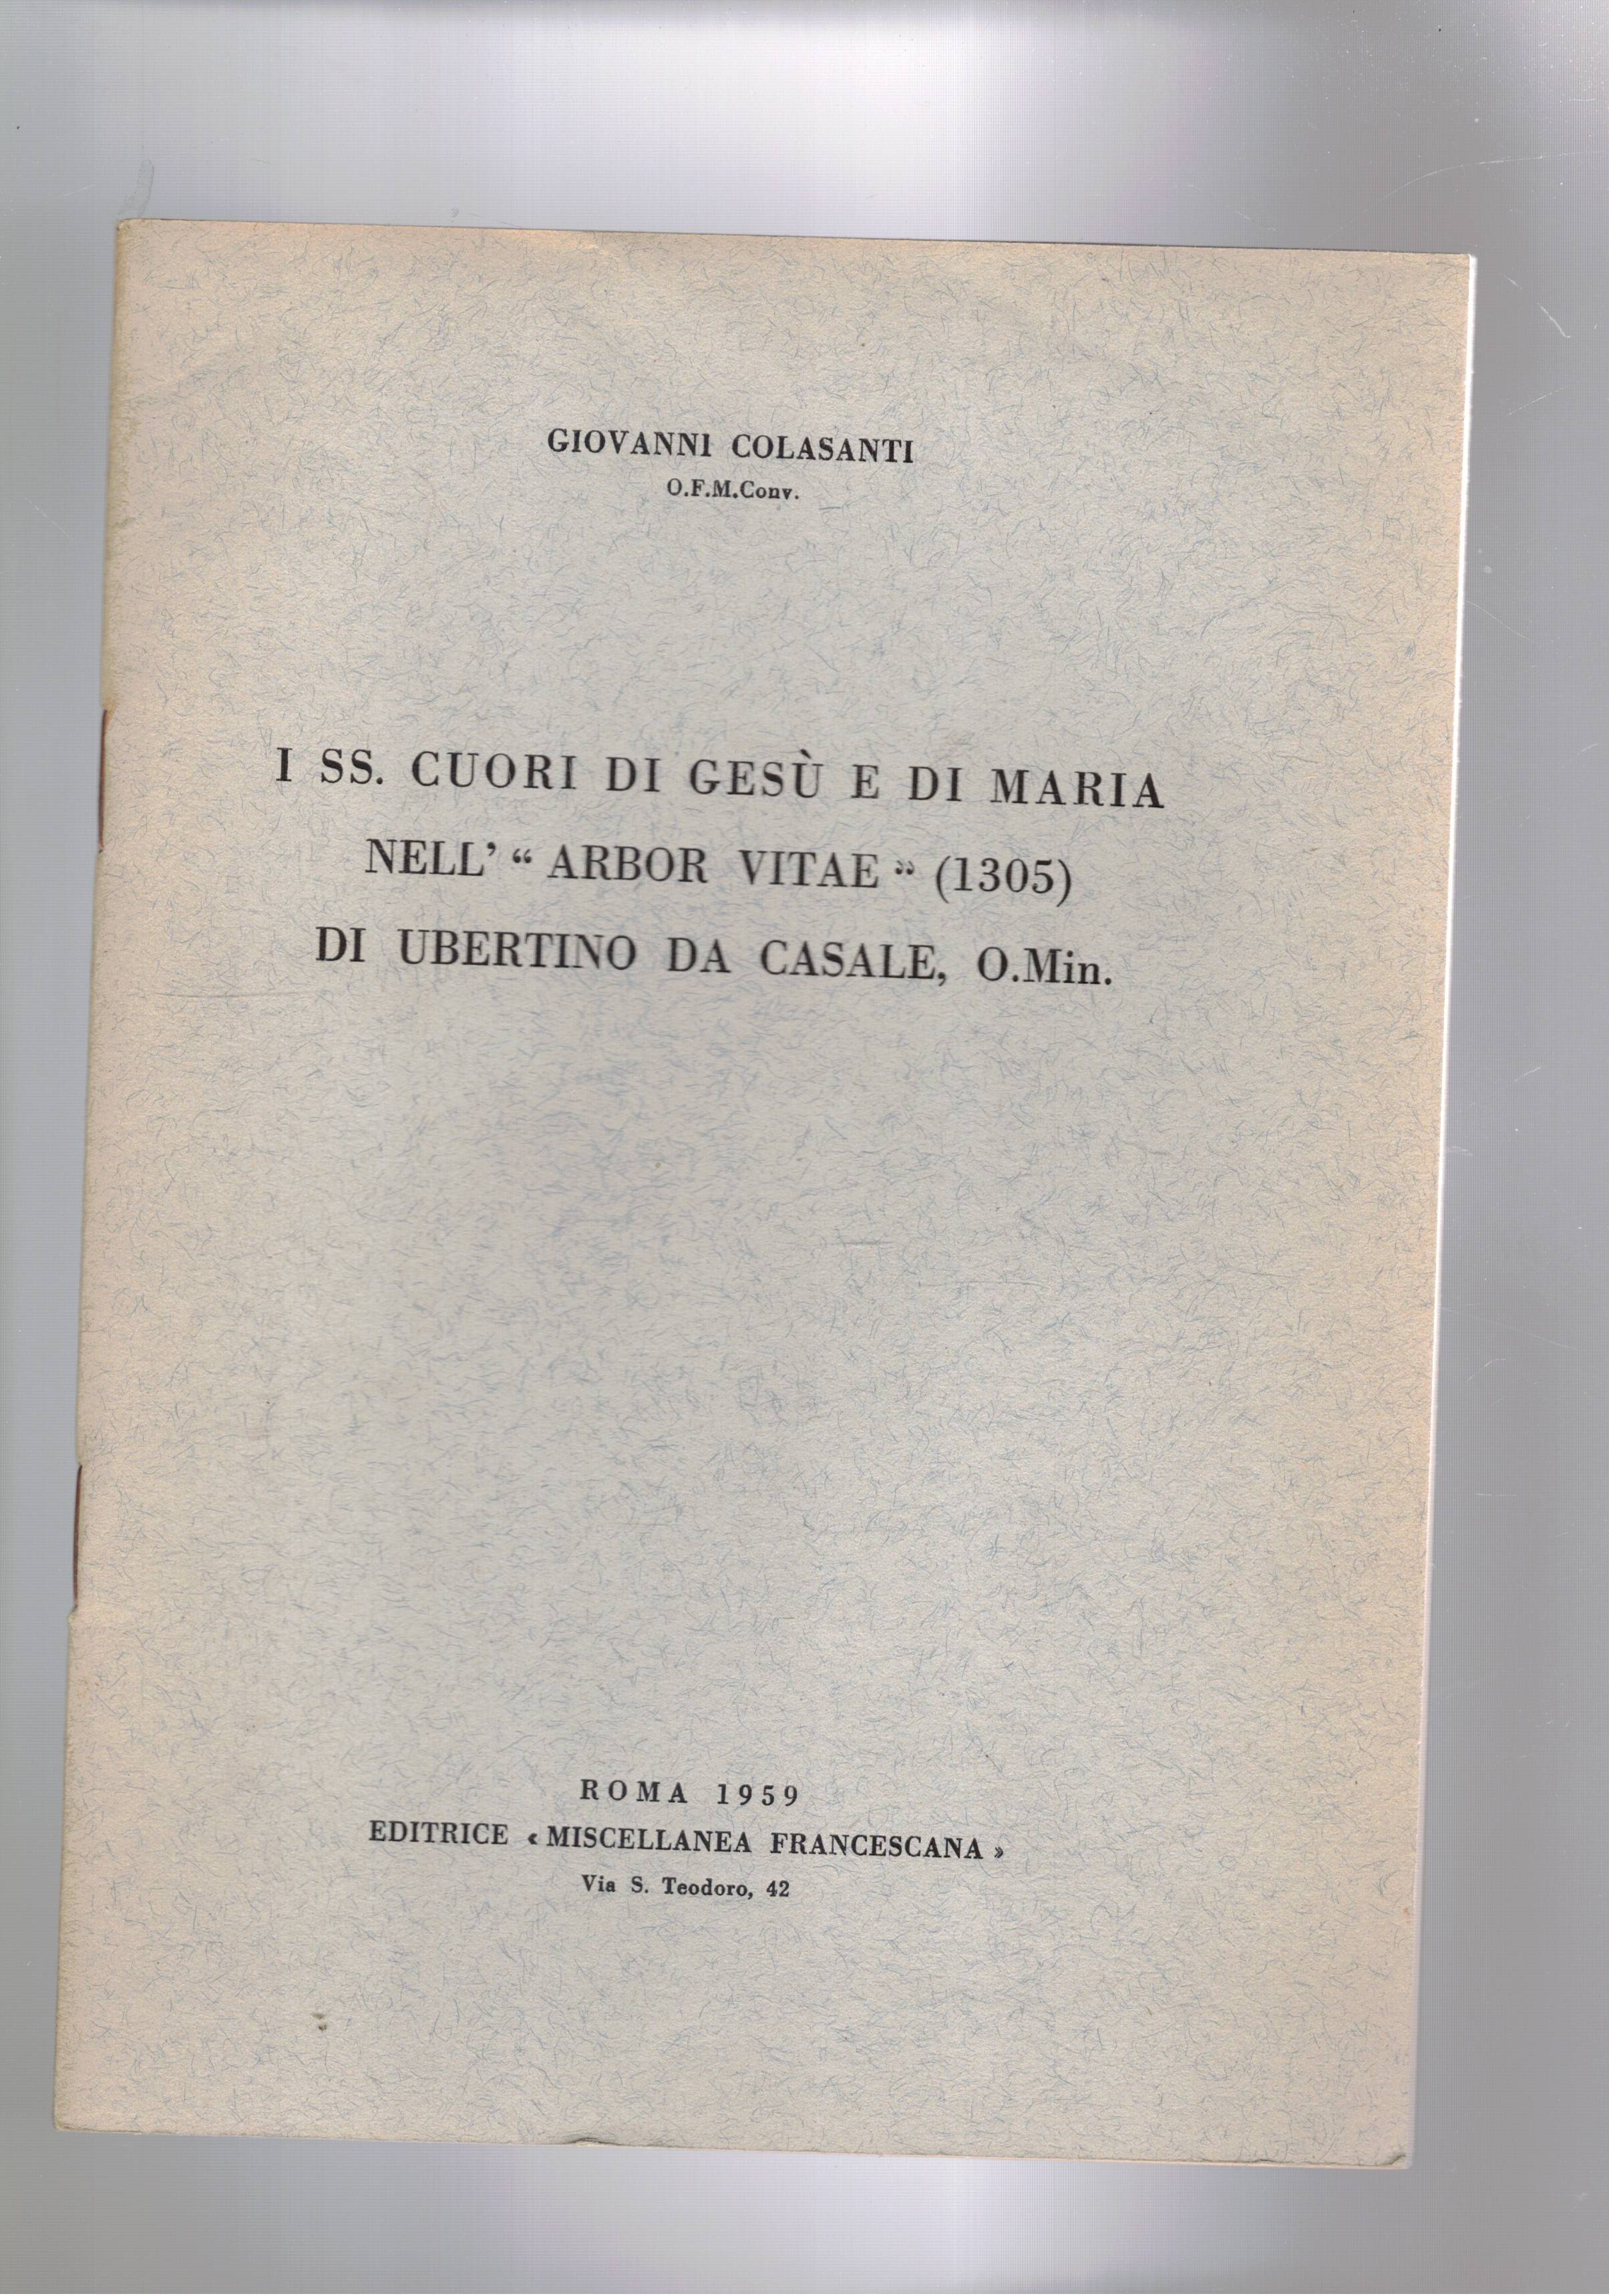 GIOVANNI COLASANTI
O.F.M.Conv.
I SS. CUORI DI GESÙ E DI MARIA
NELL' “ ARBOR VITAE ” (1305)
DI UBERTINO DA CASALE, O.Min.
ROMA 1959
EDITRICE « MISCELLANEA FRANCESCANA »
Via S. Teodoro, 42